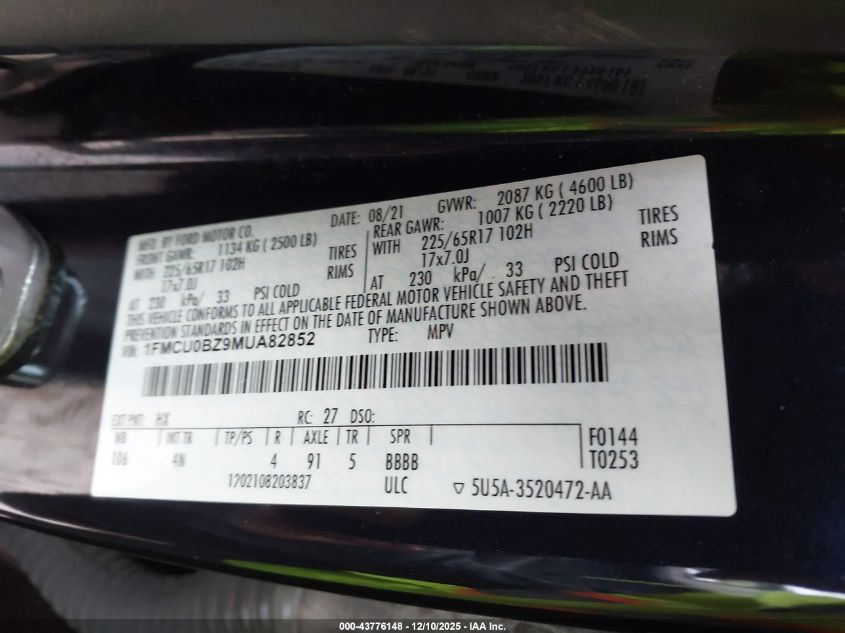 MFD. BY FORD MOTOR CO.
DATE: 08/21 GVWR: 2087 KG ( 4600 LB)
FRONT GAWR: 1134 KG ( 2500 LB)
WITH 225/65R17 102H TIRES
17x7.0J RIMS
AT 230 kPa/ 33 PSI COLD
REAR GAWR: 1007 KG ( 2220 LB)
WITH 225/65R17 102H TIRES
17x7.0J RIMS
AT 230 kPa/ 33 PSI COLD
THIS VEHICLE CONFORMS TO ALL APPLICABLE FEDERAL MOTOR VEHICLE SAFETY AND THEFT
PREVENTION STANDARDS IN EFFECT ON THE DATE OF MANUFACTURE SHOWN ABOVE.
VIN: 1FMCU0BZ9MUA82852 TYPE: MPV
EXT PNT: HX RC: 27 DSO:
WB INT TR TP/PS R AXLE TR SPR F0144
106 4N 4 91 5 BBBB T0253
1202108203837 ULC ▽ 5U5A-3520472-AA
000-43776148 - 12/10/2025 - IAA Inc.